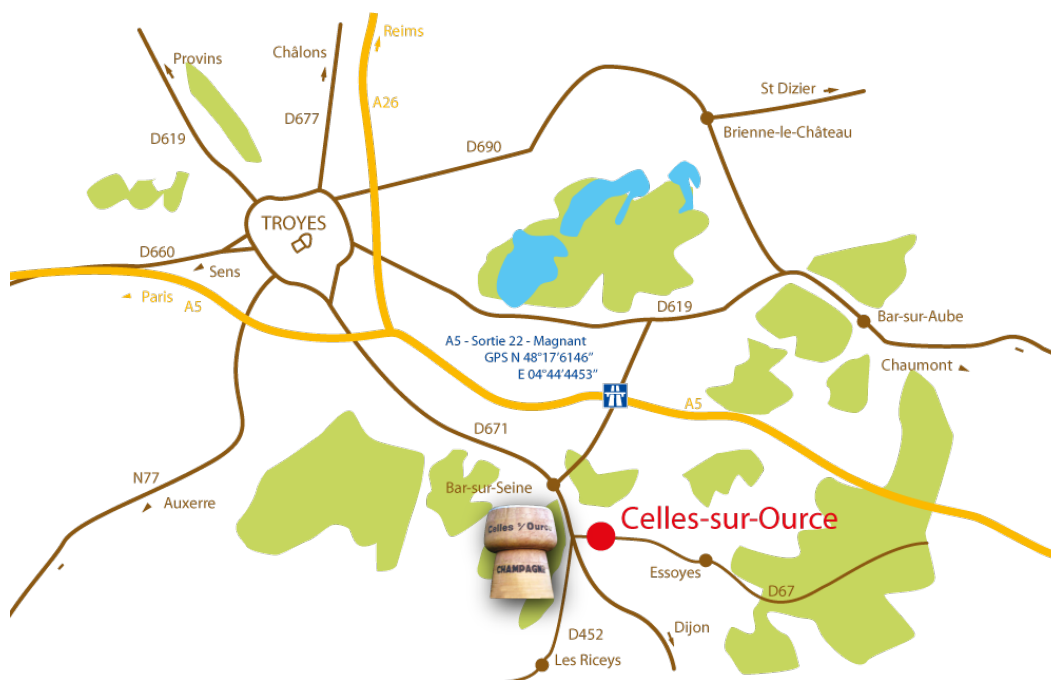 Reims
Provins
Châlons
St Dizier
A26
D677
D619
Brienne-le-Château
D690
TROYES
D660
Sens
Paris
A5
D619
Bar-sur-Aube
A5 - Sortie 22 - Magnant
GPS N 48°17’6146”
E 04°44’4453”
Chaumont
A5
D671
N77
Bar-sur-Seine
Auxerre
Celles s/ Ource
CHAMPAGNE
Celles-sur-Ource
Essoyes
D67
D452
Dijon
Les Riceys